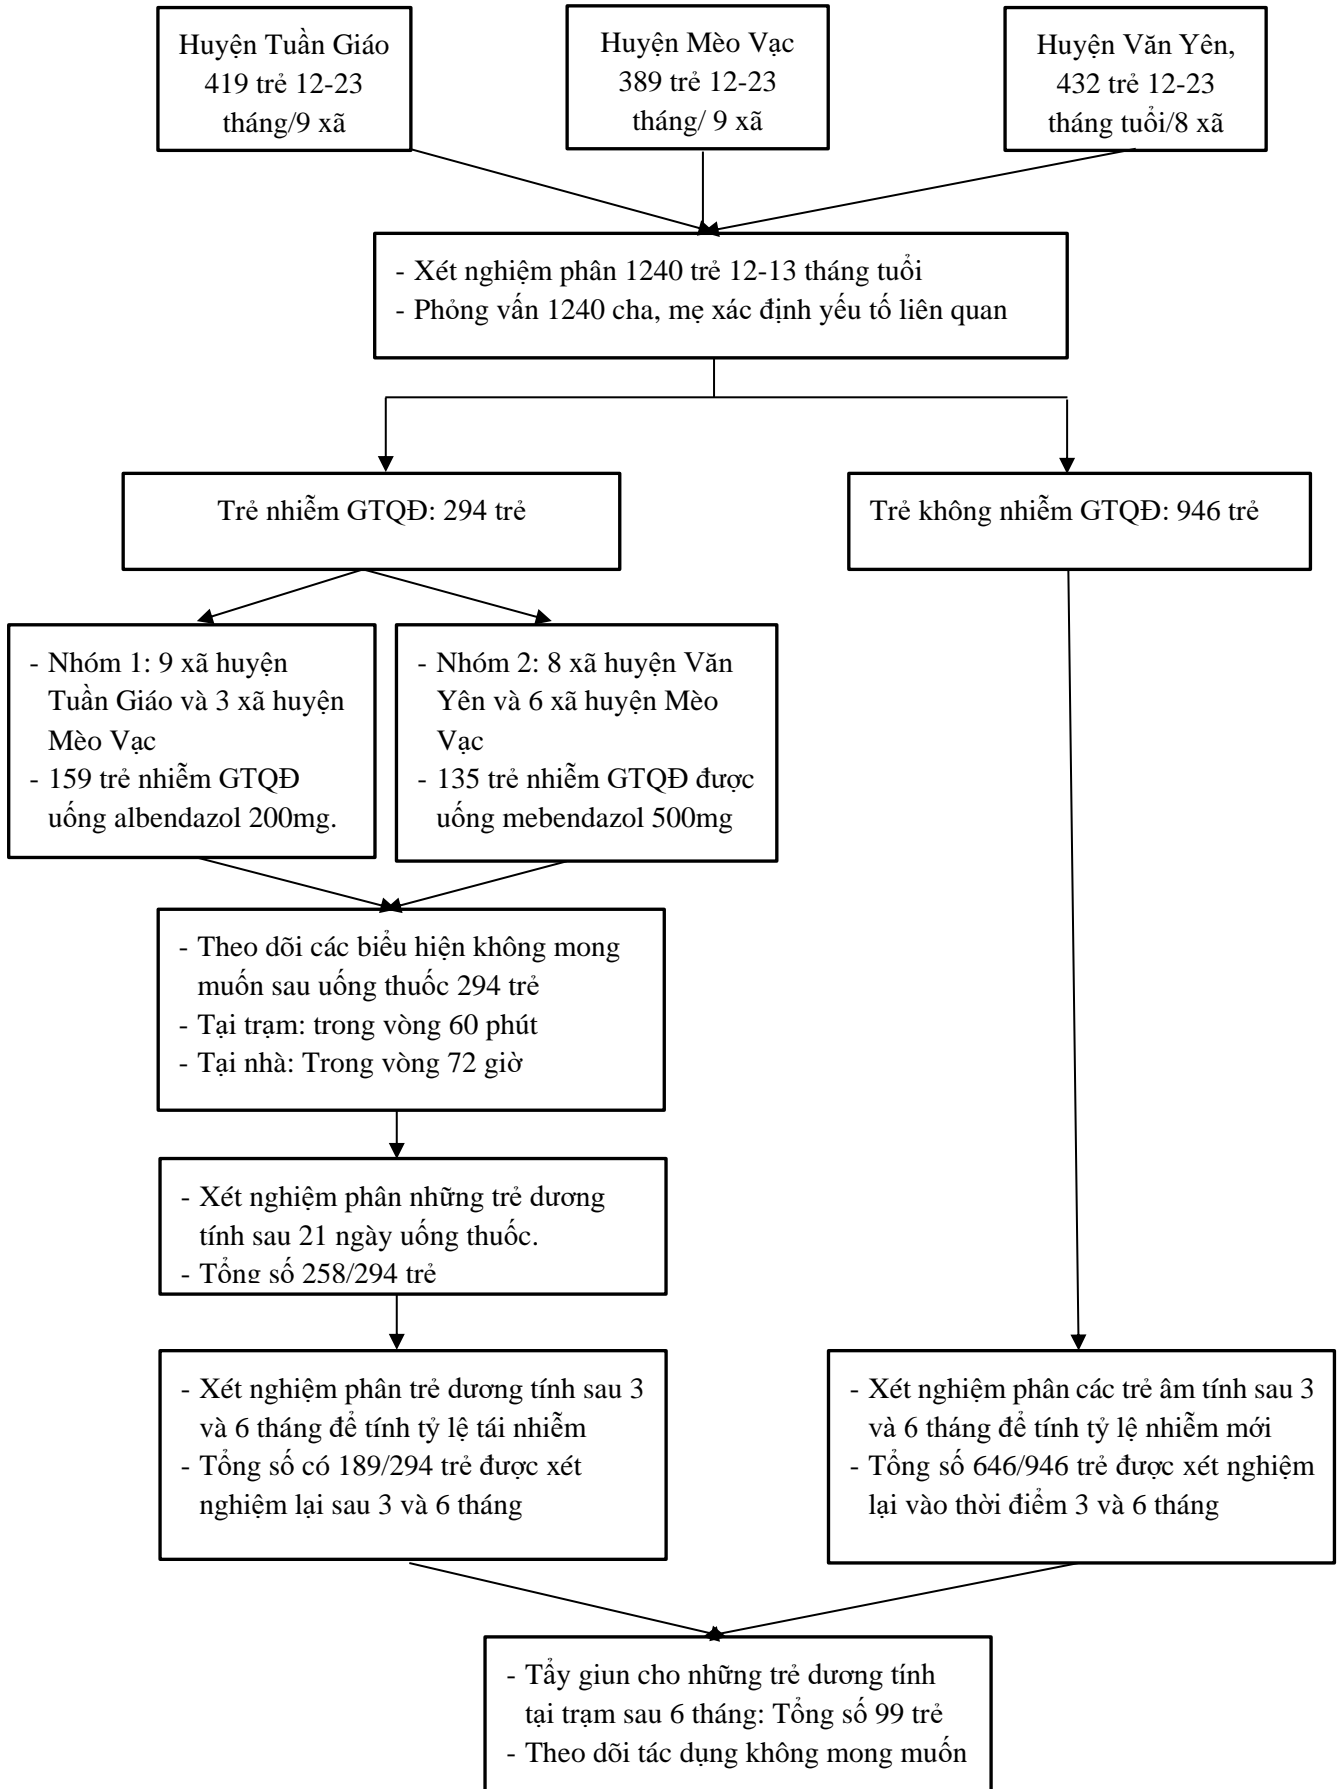 Huyện Tuần Giáo
419 trẻ 12-23
tháng/9 xã
Huyện Mèo Vạc
389 trẻ 12-23
tháng/ 9 xã
Huyện Văn Yên,
432 trẻ 12-23
tháng tuổi/8 xã
- Xét nghiệm phân 1240 trẻ 12-13 tháng tuổi
- Phỏng vấn 1240 cha, mẹ xác định yếu tố liên quan
Trẻ nhiễm GTQĐ: 294 trẻ
Trẻ không nhiễm GTQĐ: 946 trẻ
- Nhóm 1: 9 xã huyện
Tuần Giáo và 3 xã huyện
Mèo Vạc
- 159 trẻ nhiễm GTQĐ
uống albendazol 200mg.
- Nhóm 2: 8 xã huyện Văn
Yên và 6 xã huyện Mèo
Vạc
- 135 trẻ nhiễm GTQĐ được
uống mebendazol 500mg
- Theo dõi các biểu hiện không mong
muốn sau uống thuốc 294 trẻ
- Tại trạm: trong vòng 60 phút
- Tại nhà: Trong vòng 72 giờ
- Xét nghiệm phân những trẻ dương
tính sau 21 ngày uống thuốc.
- Tổng số 258/294 trẻ
- Xét nghiệm phân trẻ dương tính sau 3
và 6 tháng để tính tỷ lệ tái nhiễm
- Tổng số có 189/294 trẻ được xét
nghiệm lại sau 3 và 6 tháng
- Xét nghiệm phân các trẻ âm tính sau 3
và 6 tháng để tính tỷ lệ nhiễm mới
- Tổng số 646/946 trẻ được xét nghiệm
lại vào thời điểm 3 và 6 tháng
- Tẩy giun cho những trẻ dương tính
tại trạm sau 6 tháng: Tổng số 99 trẻ
- Theo dõi tác dụng không mong muốn